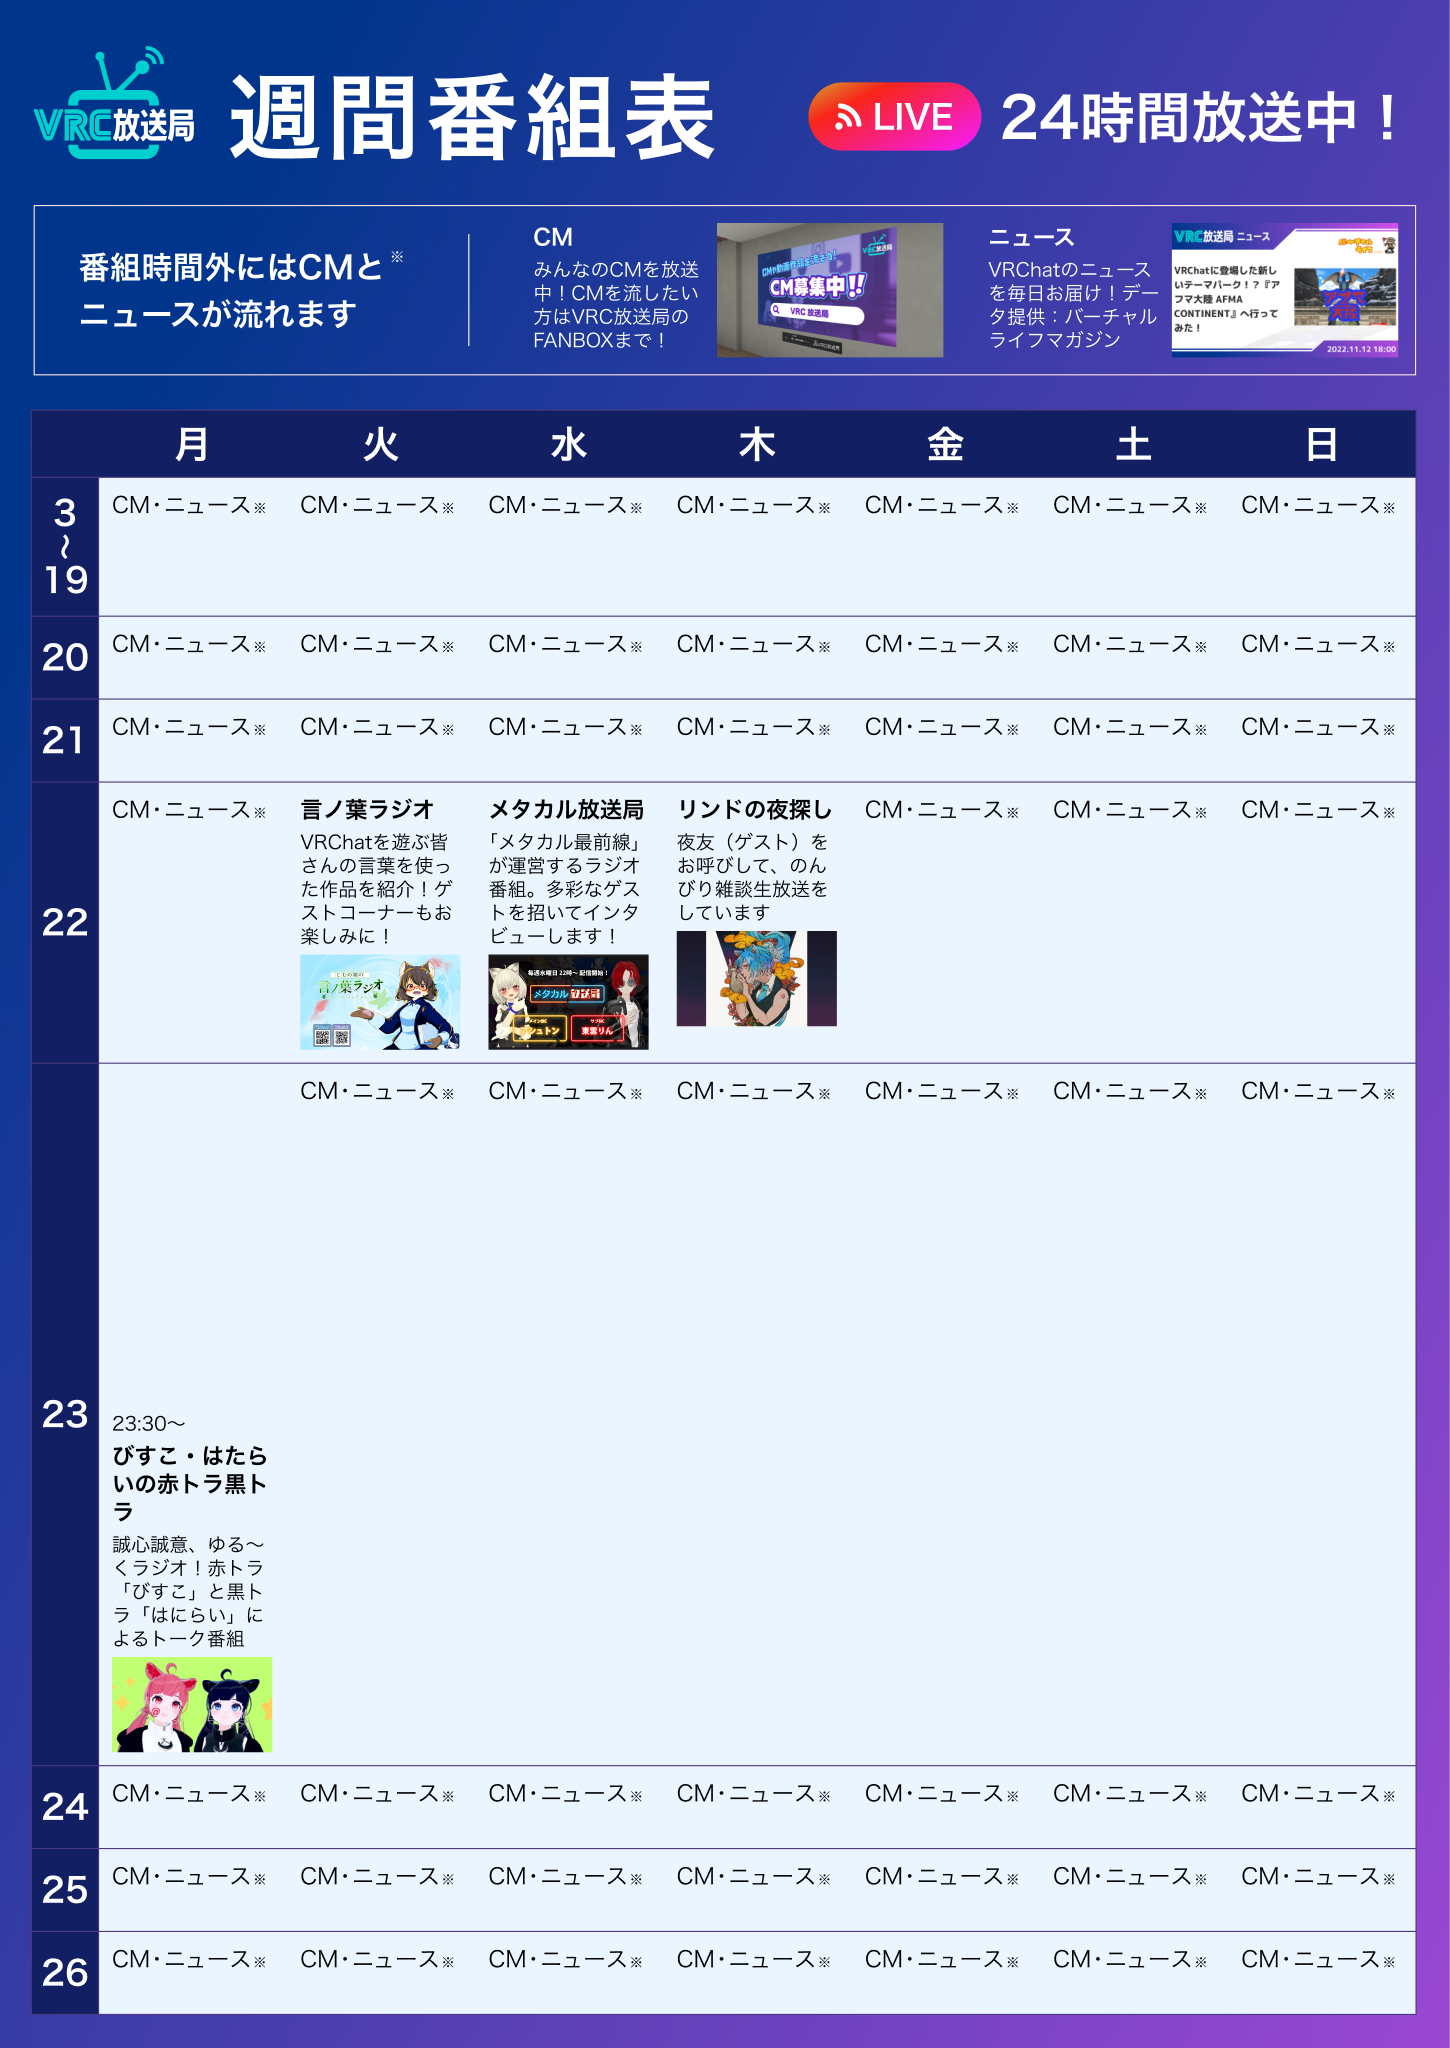 VRC放送局
週間番組表
LIVE
24時間放送中！
番組時間外にはCMと※
ニュースが流れます
CM
みんなのCMを放送
中！CMを流したい
方はVRC放送局の
FANBOXまで！
CMや動画作品を流そう！
VRC放送局
CM募集中!!
VRC 放送局
ニュース
VRChatのニュース
を毎日お届け！デー
タ提供：バーチャル
ライフマガジン
VRC放送局 ニュース
VRChatに登場した新し
いテーマパーク！？『ア
フマ大陸 AFMA
CONTINENT』へ行って
みた！
2022.11.12 18:00
月 火 水 木 金 土 日
3〜19
CM・ニュース※ CM・ニュース※ CM・ニュース※ CM・ニュース※ CM・ニュース※ CM・ニュース※ CM・ニュース※
20
CM・ニュース※ CM・ニュース※ CM・ニュース※ CM・ニュース※ CM・ニュース※ CM・ニュース※ CM・ニュース※
21
CM・ニュース※ CM・ニュース※ CM・ニュース※ CM・ニュース※ CM・ニュース※ CM・ニュース※ CM・ニュース※
22
CM・ニュース※
言ノ葉ラジオ
VRChatを遊ぶ皆
さんの言葉を使っ
た作品を紹介！ゲ
ストコーナーもお
楽しみに！
言ノ葉ラジオ
メタカル放送局
「メタカル最前線」
が運営するラジオ
番組。多彩なゲス
トを招いてインタ
ビューします！
毎週水曜日 22時〜 配信開始！
メタカル放送局
東雲りん
リンドの夜探し
夜友（ゲスト）を
お呼びして、のん
びり雑談生放送を
しています
CM・ニュース※ CM・ニュース※ CM・ニュース※
23
23:30〜
びすこ・はたら
いの赤トラ黒ト
ラ
誠心誠意、ゆる〜
くラジオ！赤トラ
「びすこ」と黒ト
ラ「はにらい」に
よるトーク番組
CM・ニュース※ CM・ニュース※ CM・ニュース※ CM・ニュース※ CM・ニュース※ CM・ニュース※
24
CM・ニュース※ CM・ニュース※ CM・ニュース※ CM・ニュース※ CM・ニュース※ CM・ニュース※ CM・ニュース※
25
CM・ニュース※ CM・ニュース※ CM・ニュース※ CM・ニュース※ CM・ニュース※ CM・ニュース※ CM・ニュース※
26
CM・ニュース※ CM・ニュース※ CM・ニュース※ CM・ニュース※ CM・ニュース※ CM・ニュース※ CM・ニュース※